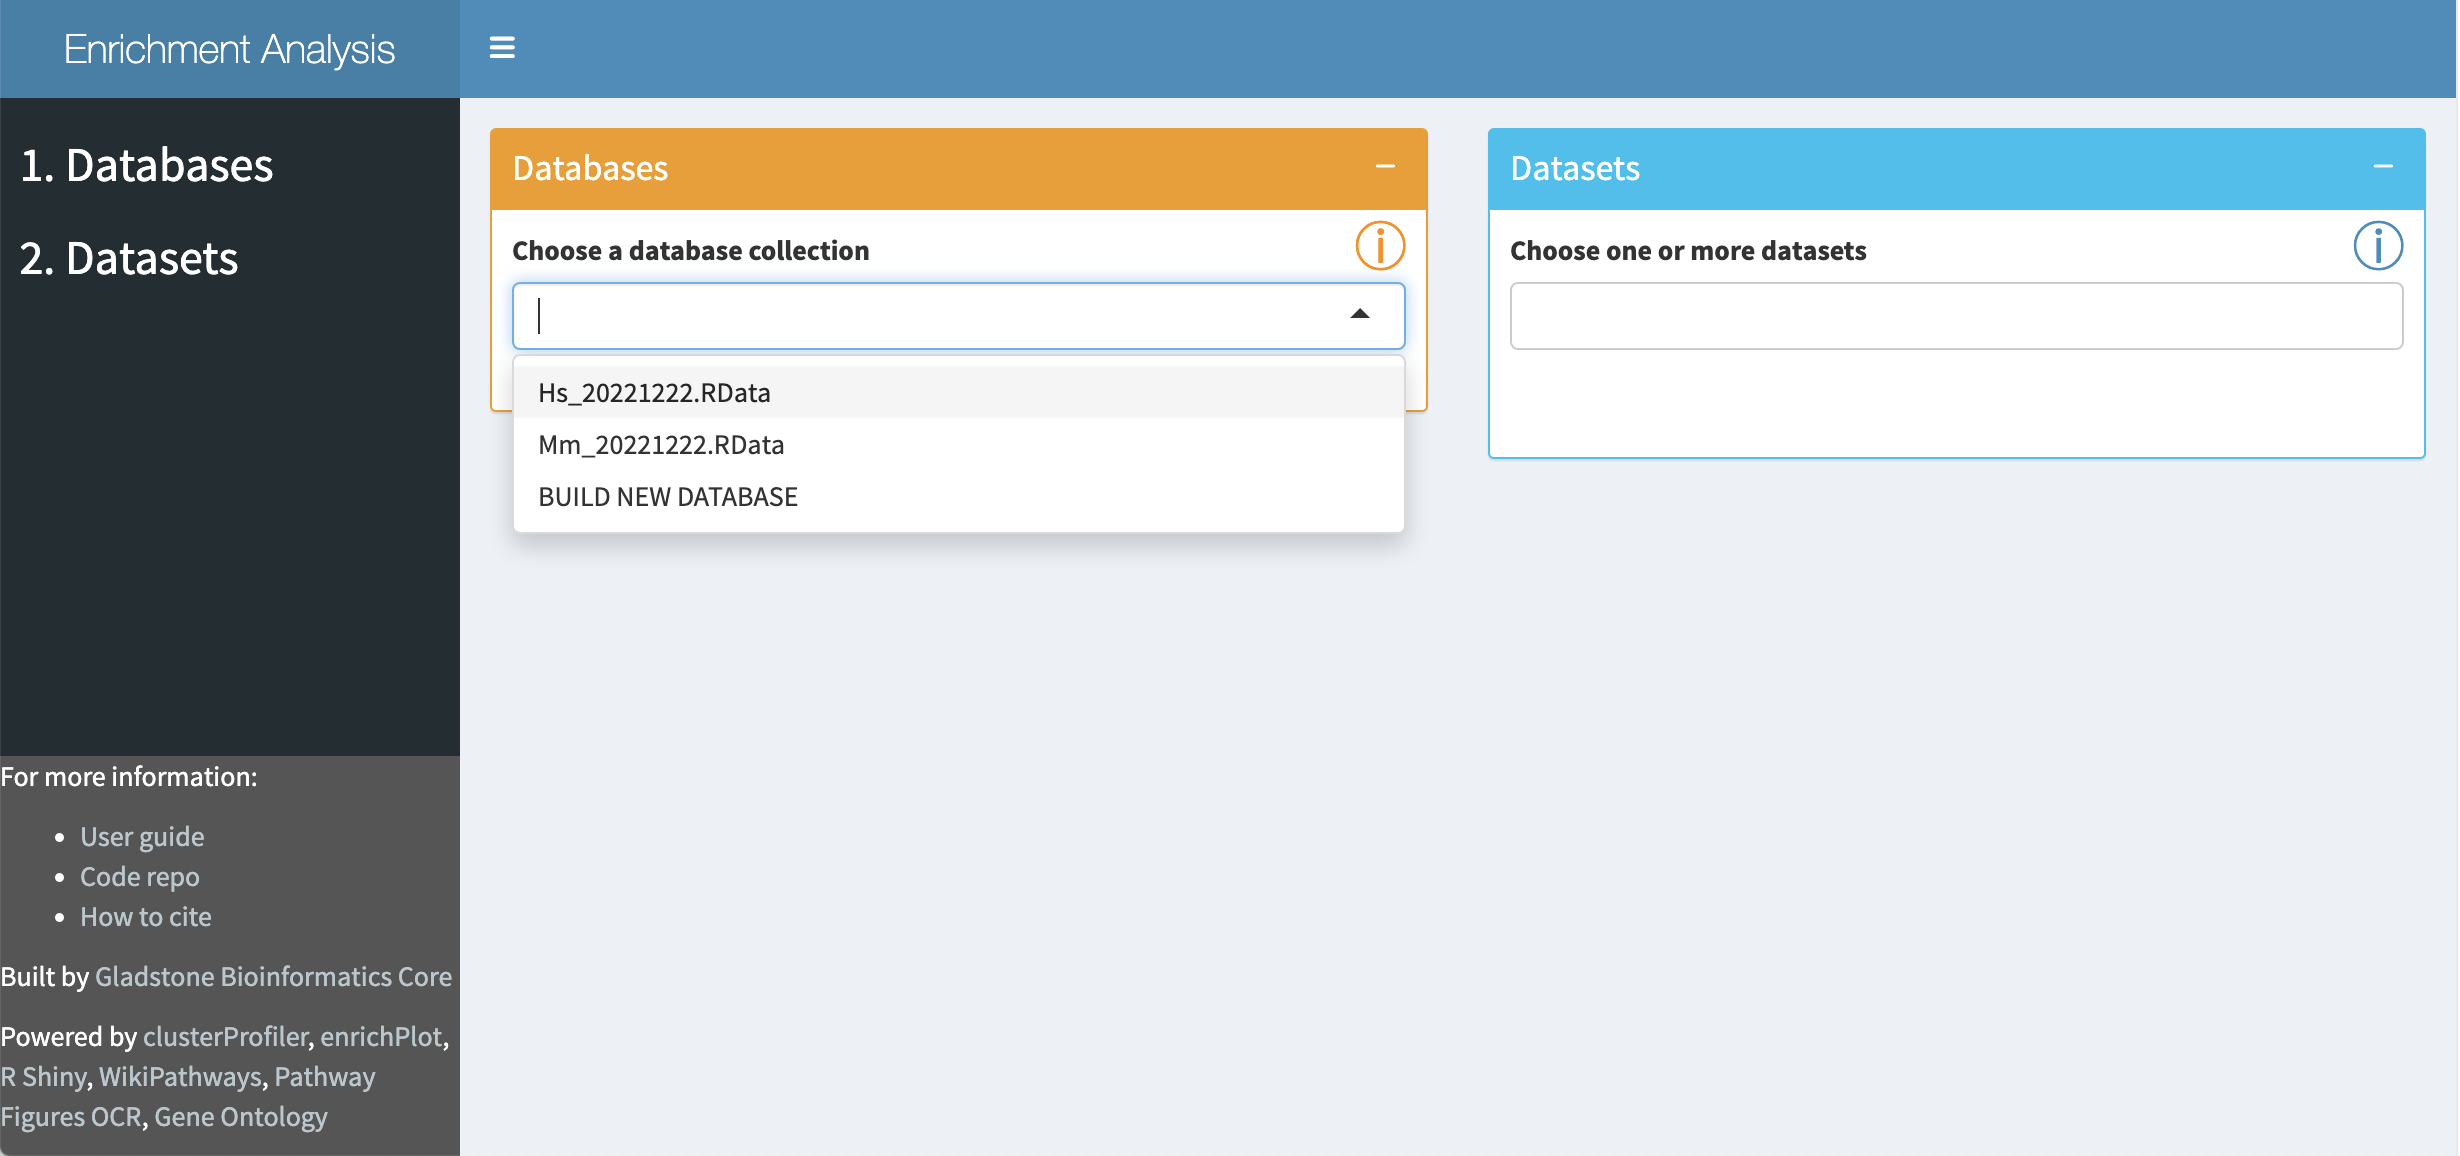 Enrichment Analysis
1. Databases
2. Datasets
For more information:
User guide
Code repo
How to cite
Built by Gladstone Bioinformatics Core
Powered by clusterProfiler, enrichPlot,
R Shiny, WikiPathways, Pathway
Figures OCR, Gene Ontology
Databases
Choose a database collection
Hs_20221222.RData
Mm_20221222.RData
BUILD NEW DATABASE
Datasets
Choose one or more datasets